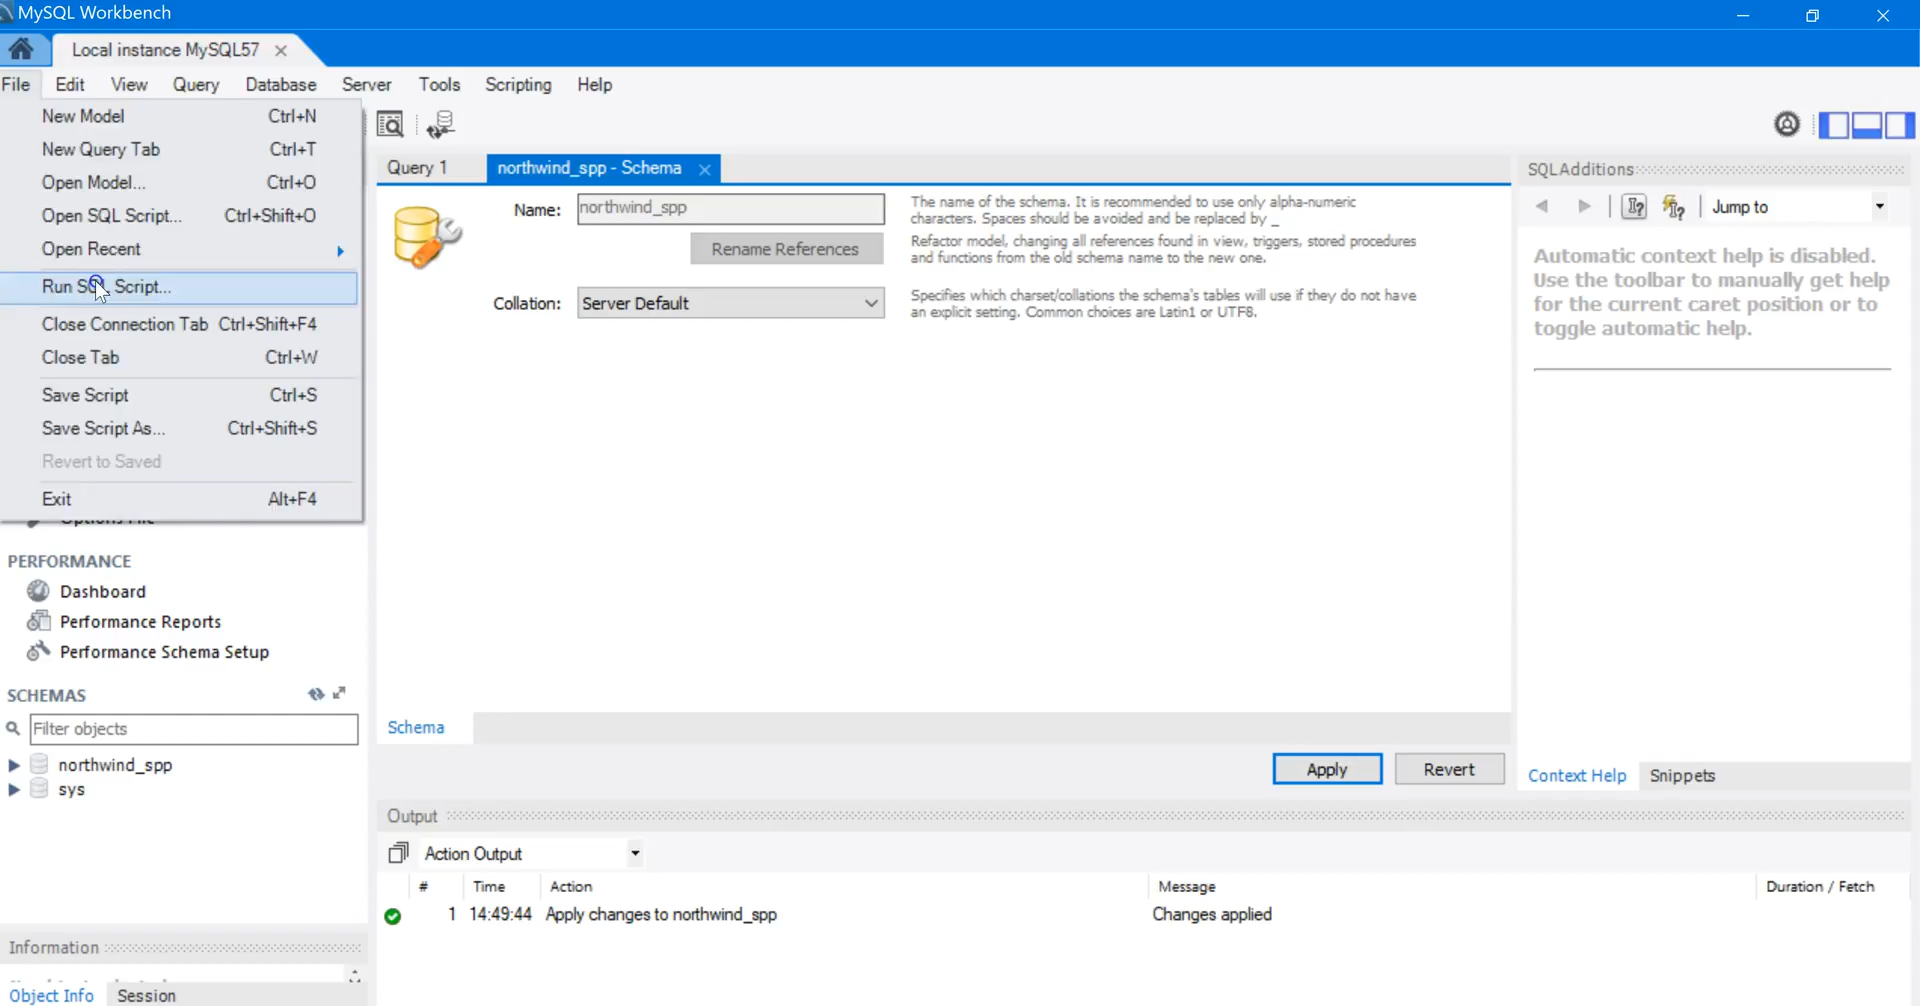 MySQL Workbench
Local instance MySQL57
File Edit View Query Database Server Tools Scripting Help
New Model Ctrl+N
New Query Tab Ctrl+T
Open Model... Ctrl+O
Open SQL Script... Ctrl+Shift+O
Open Recent
Run SQL Script...
Close Connection Tab Ctrl+Shift+F4
Close Tab Ctrl+W
Save Script Ctrl+S
Save Script As... Ctrl+Shift+S
Revert to Saved
Exit Alt+F4
Options File
PERFORMANCE
Dashboard
Performance Reports
Performance Schema Setup
SCHEMAS
Filter objects
northwind_spp
sys
Information
Object Info Session
Query 1 northwind_spp - Schema
Name: northwind_spp
The name of the schema. It is recommended to use only alpha-numeric
characters. Spaces should be avoided and be replaced by _
Rename References
Refactor model, changing all references found in view, triggers, stored procedures
and functions from the old schema name to the new one.
Collation: Server Default
Specifies which charset/collations the schema's tables will use if they do not have
an explicit setting. Common choices are Latin1 or UTF8.
Schema
Apply Revert
SQLAdditions
Jump to
Automatic context help is disabled.
Use the toolbar to manually get help
for the current caret position or to
toggle automatic help.
Context Help Snippets
Output
Action Output
# Time Action Message Duration / Fetch
1 14:49:44 Apply changes to northwind_spp Changes applied